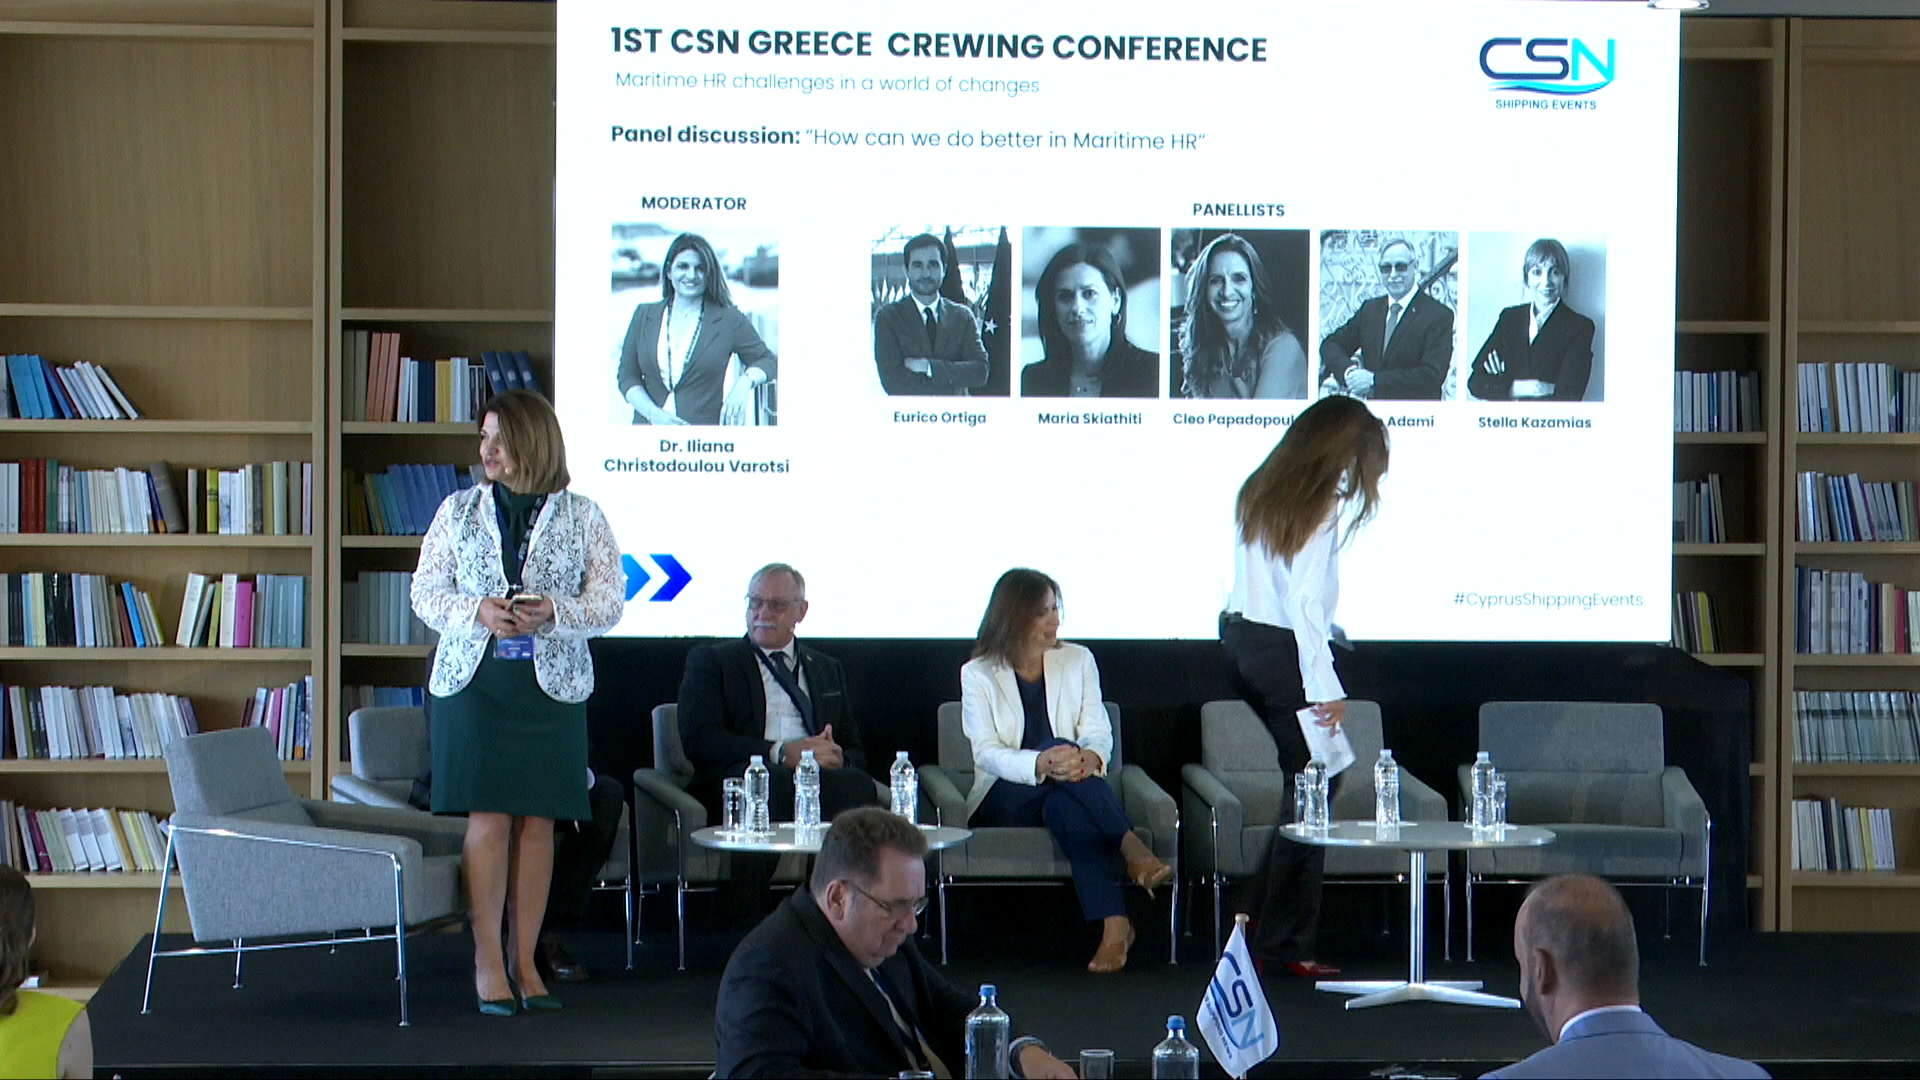 1ST CSN GREECE CREWING CONFERENCE
Maritime HR challenges in a world of changes
CSN
SHIPPING EVENTS
Panel discussion: “How can we do better in Maritime HR”
MODERATOR
PANELLISTS
Eurico Ortiga
Maria Skiathiti
Cleo Papadopoul
Adami
Stella Kazamias
Dr. Iliana
Christodoulou Varotsi
#CyprusShippingEvents
CSN